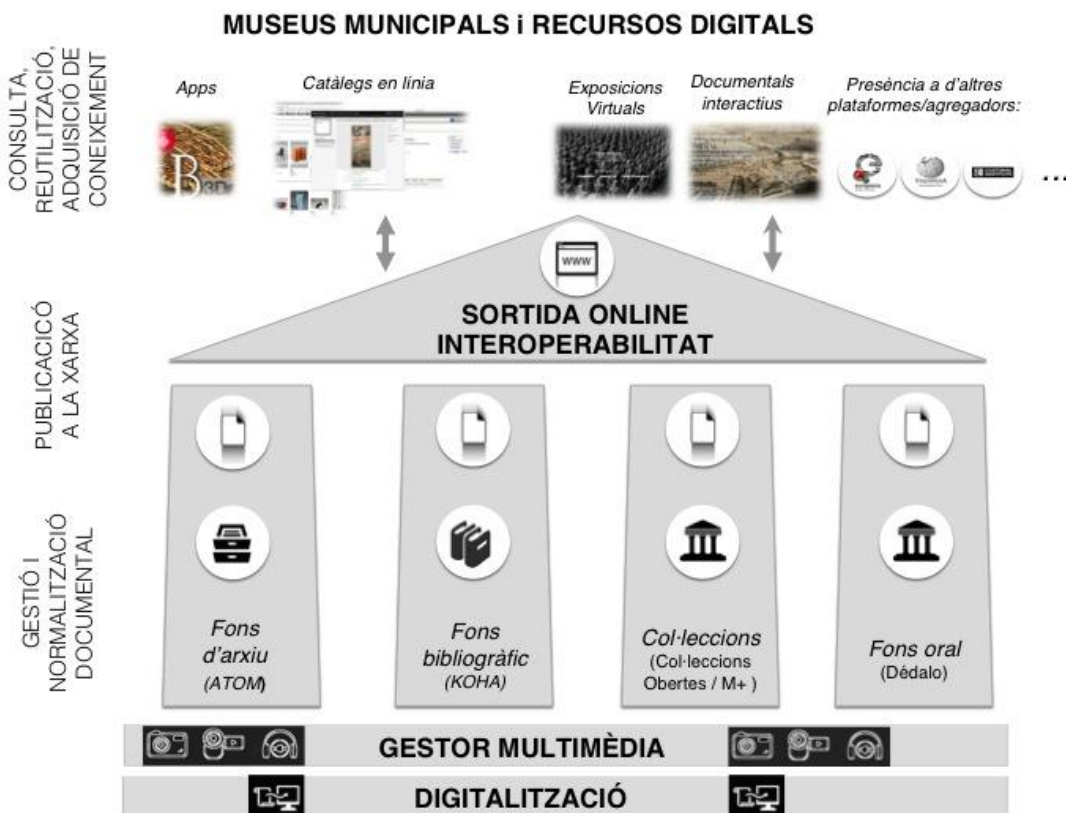 MUSEUS MUNICIPALS i RECURSOS DIGITALS
CONSULTA,
REUTILITZACIÓ,
ADQUISICIÓ DE
CONEIXEMENT
Apps
Catàlegs en línia
Exposicions
Virtuals
Documentals
interactius
Presència a d'altres
plataformes/agregadors:
B
3D
...
PUBLICACICÓ
A LA XARXA
www
SORTIDA ONLINE
INTEROPERABILITAT
GESTIÓ I
NORMALITZACIÓ
DOCUMENTAL
Fons
d'arxiu
(ATOM)
Fons
bibliogràfic
(KOHA)
Col·leccions
(Col·leccions
Obertes / M+ )
Fons oral
(Dédalo)
GESTOR MULTIMÈDIA
DIGITALITZACIÓ